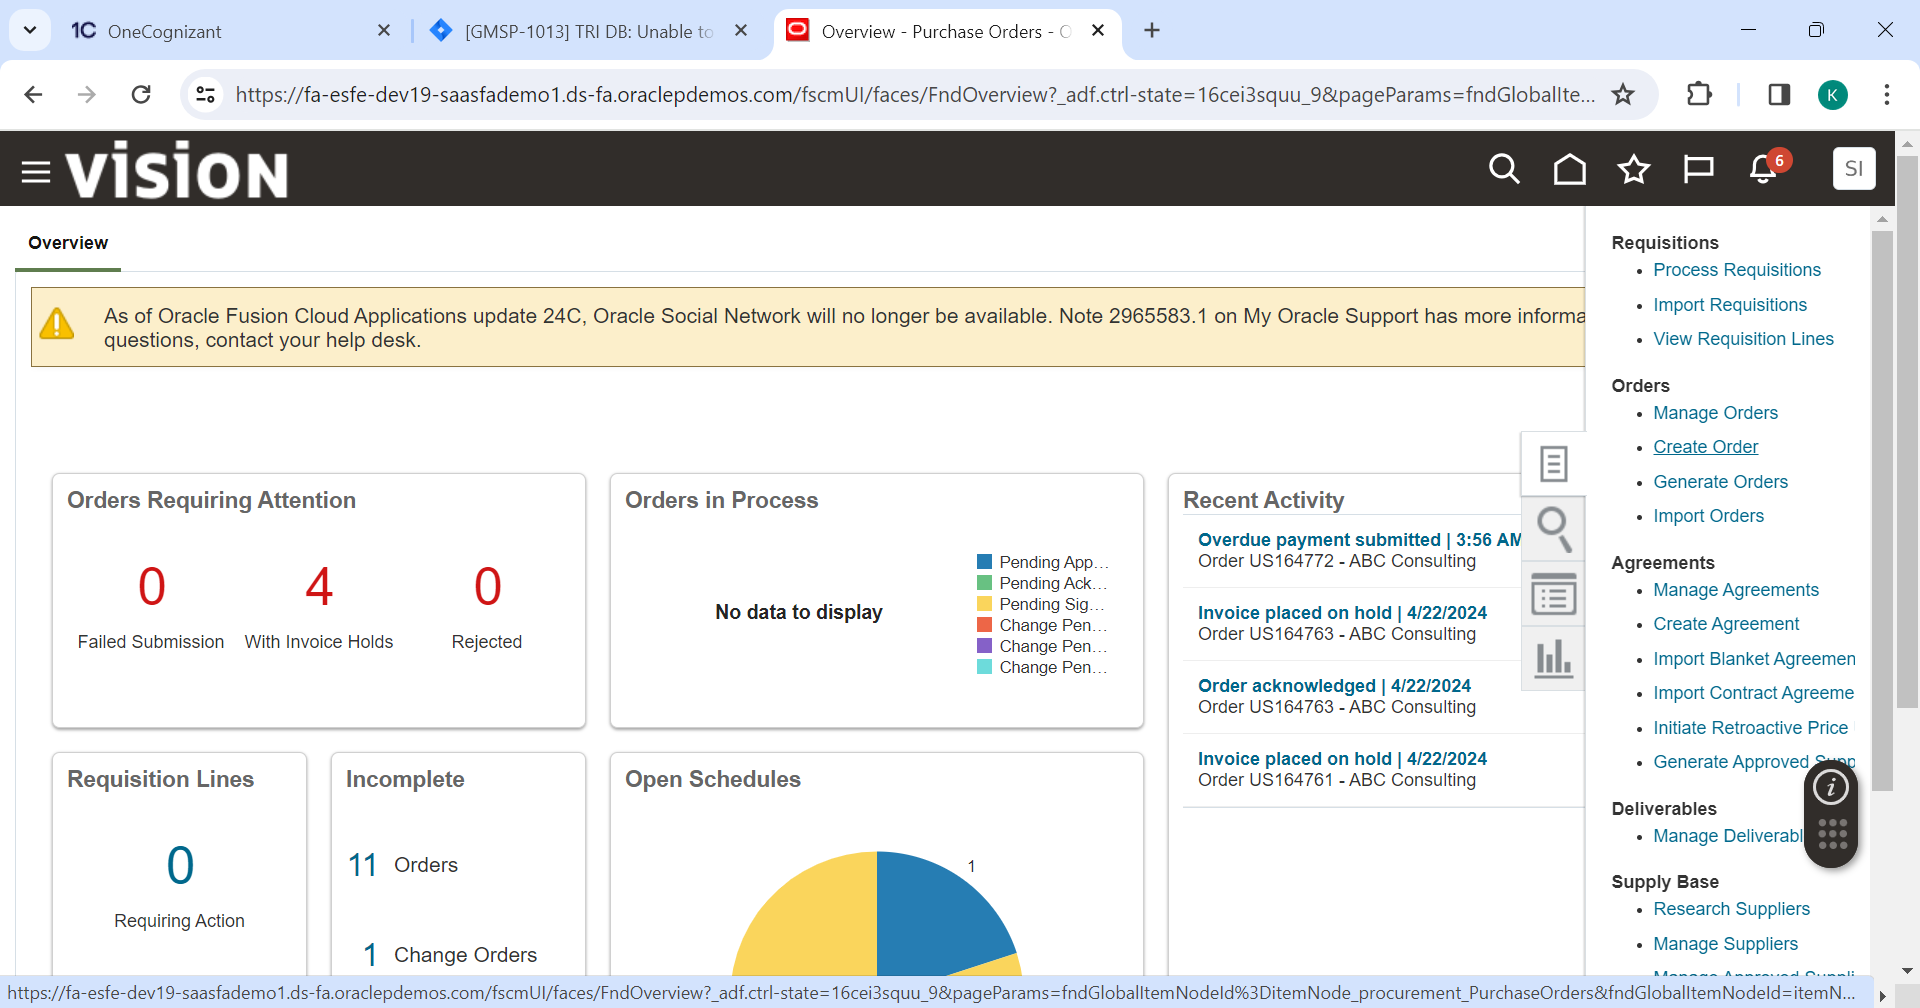 OneCognizant
[GMSP-1013] TRI DB: Unable to
Overview - Purchase Orders - O
https://fa-esfe-dev19-saasfademo1.ds-fa.oraclepdemos.com/fscmUI/faces/FndOverview?_adf.ctrl-state=16cei3squu_9&pageParams=fndGlobalIte...
K
VISION
6
SI
Overview
As of Oracle Fusion Cloud Applications update 24C, Oracle Social Network will no longer be available. Note 2965583.1 on My Oracle Support has more informa
questions, contact your help desk.
Orders Requiring Attention
0
4
0
Failed Submission
With Invoice Holds
Rejected
Orders in Process
No data to display
Pending App...
Pending Ack...
Pending Sig...
Change Pen...
Change Pen...
Change Pen...
Recent Activity
Overdue payment submitted | 3:56 AM
Order US164772 - ABC Consulting
Invoice placed on hold | 4/22/2024
Order US164763 - ABC Consulting
Order acknowledged | 4/22/2024
Order US164763 - ABC Consulting
Invoice placed on hold | 4/22/2024
Order US164761 - ABC Consulting
Requisition Lines
0
Requiring Action
Incomplete
11 Orders
1 Change Orders
Open Schedules
1
Requisitions
Process Requisitions
Import Requisitions
View Requisition Lines
Orders
Manage Orders
Create Order
Generate Orders
Import Orders
Agreements
Manage Agreements
Create Agreement
Import Blanket Agreemen
Import Contract Agreeme
Initiate Retroactive Price
Generate Approved Supp
Deliverables
Manage Deliverabl
Supply Base
Research Suppliers
Manage Suppliers
Manage Approved Suppli
https://fa-esfe-dev19-saasfademo1.ds-fa.oraclepdemos.com/fscmUI/faces/FndOverview?_adf.ctrl-state=16cei3squu_9&pageParams=fndGlobalItemNodeId%3DitemNode_procurement_PurchaseOrders&fndGlobalItemNodeId=itemN...